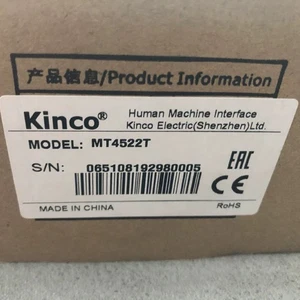 产品信息/Product Information
Kinco® Human Machine Interface
Kinco Electric(Shenzhen)Ltd.
MODEL: MT4522T
S/N: 065108192980005
EAC CE
MADE IN CHINA RoHS